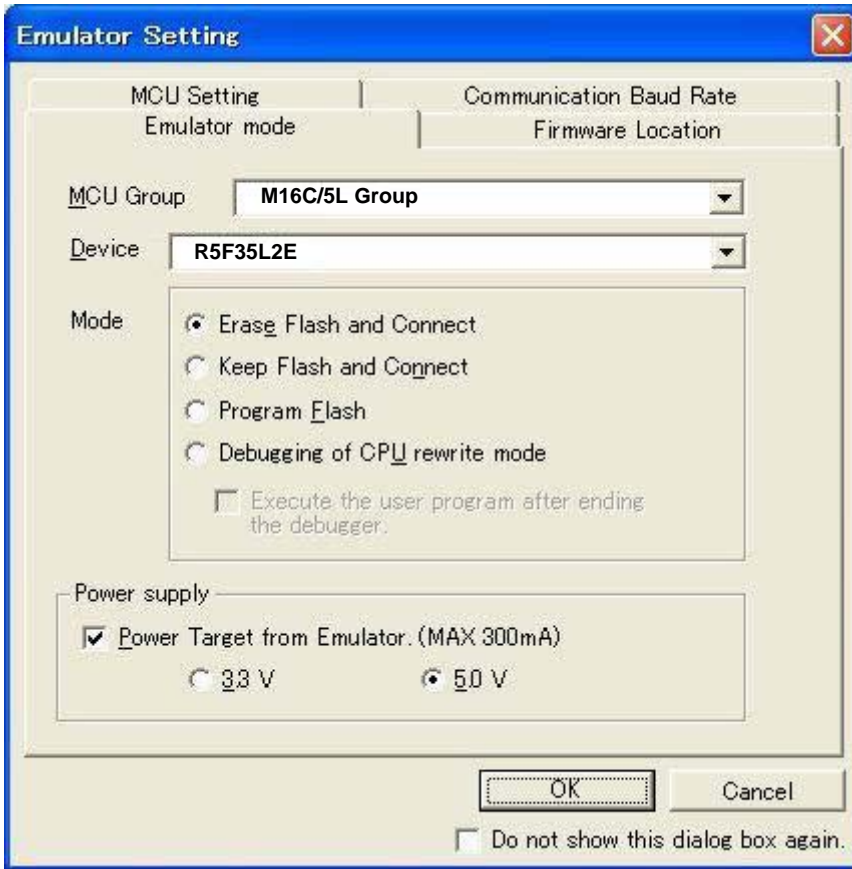 Emulator Setting
MCU Setting
Communication Baud Rate
Emulator mode
Firmware Location
MCU Group
M16C/5L Group
Device
R5F35L2E
Mode
Erase Flash and Connect
Keep Flash and Connect
Program Flash
Debugging of CPU rewrite mode
Execute the user program after ending
the debugger.
Power supply
Power Target from Emulator. (MAX 300mA)
3.3 V
5.0 V
OK
Cancel
Do not show this dialog box again.